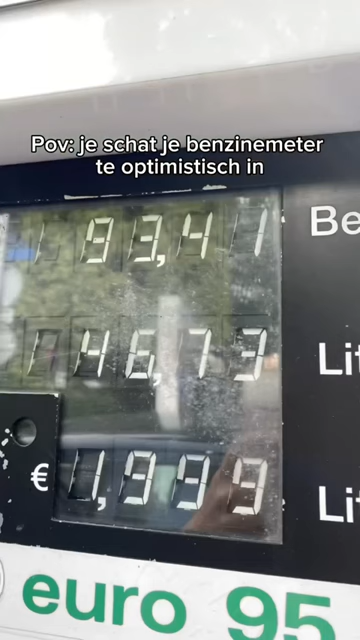 Pov: je schat je benzinemeter
te optimistisch in
93,41 Be
46,73 Lit
€ 1,999 Lit
euro 95